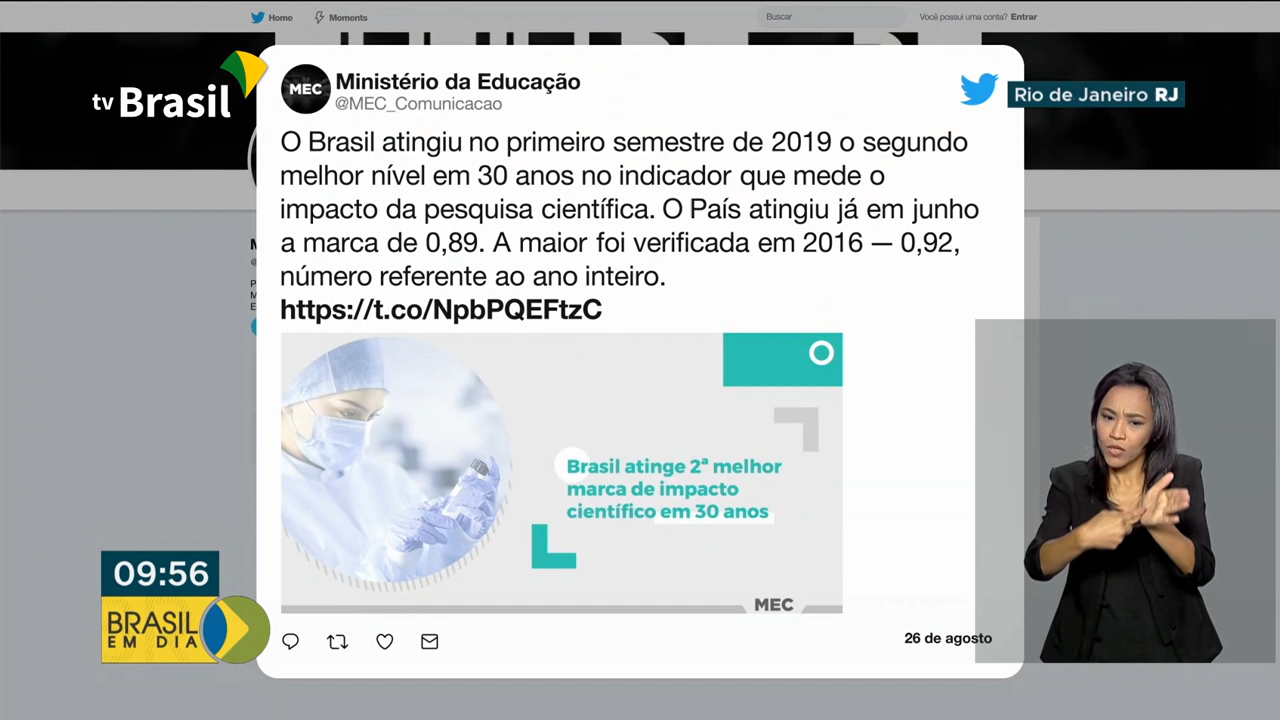 Home
Moments
Buscar
Você possui uma conta? Entrar
tv Brasil
MEC
Ministério da Educação
@MEC_Comunicacao
Rio de Janeiro RJ
O Brasil atingiu no primeiro semestre de 2019 o segundo
melhor nível em 30 anos no indicador que mede o
impacto da pesquisa científica. O País atingiu já em junho
a marca de 0,89. A maior foi verificada em 2016 — 0,92,
número referente ao ano inteiro.
https://t.co/NpbPQEFtzC
Brasil atinge 2ª melhor
marca de impacto
científico em 30 anos
MEC
26 de agosto
09:56
BRASIL
EM DIA